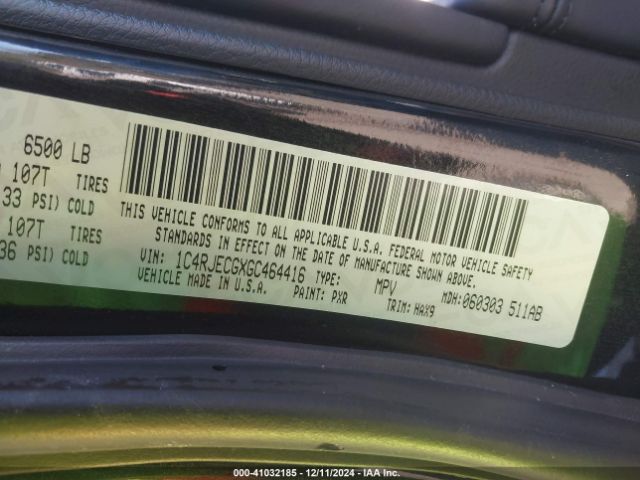 6500 LB
107T TIRES
33 PSI) COLD
107T TIRES
36 PSI) COLD
THIS VEHICLE CONFORMS TO ALL APPLICABLE U.S.A. FEDERAL MOTOR VEHICLE SAFETY
STANDARDS IN EFFECT ON THE DATE OF MANUFACTURE SHOWN ABOVE.
VIN: 1C4RJECGXGC464416 TYPE: MPV MDH:060303 511AB
VEHICLE MADE IN U.S.A. PAINT: PXR TRIM: HAX9
000-41032185 - 12/11/2024 - IAA Inc.